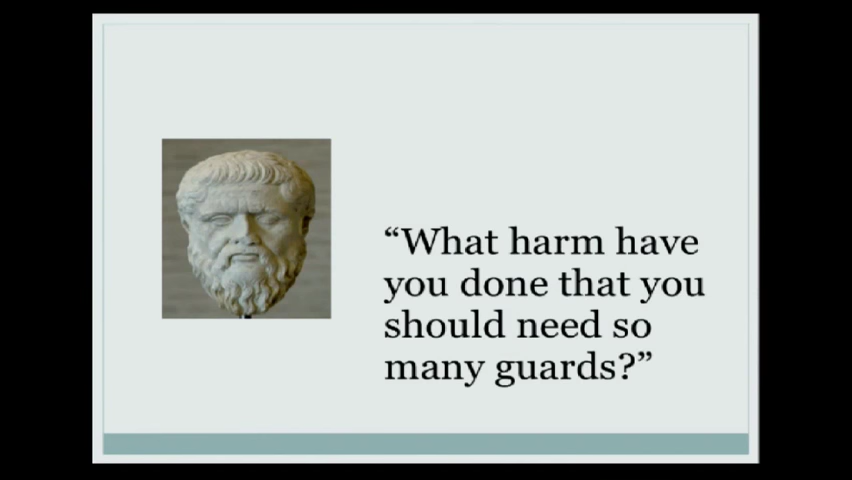 “What harm have
you done that you
should need so
many guards?”